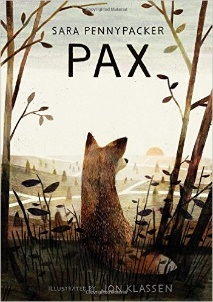 SARA PENNYPACKER
PAX
ILLUSTRATED BY JON KLASSEN